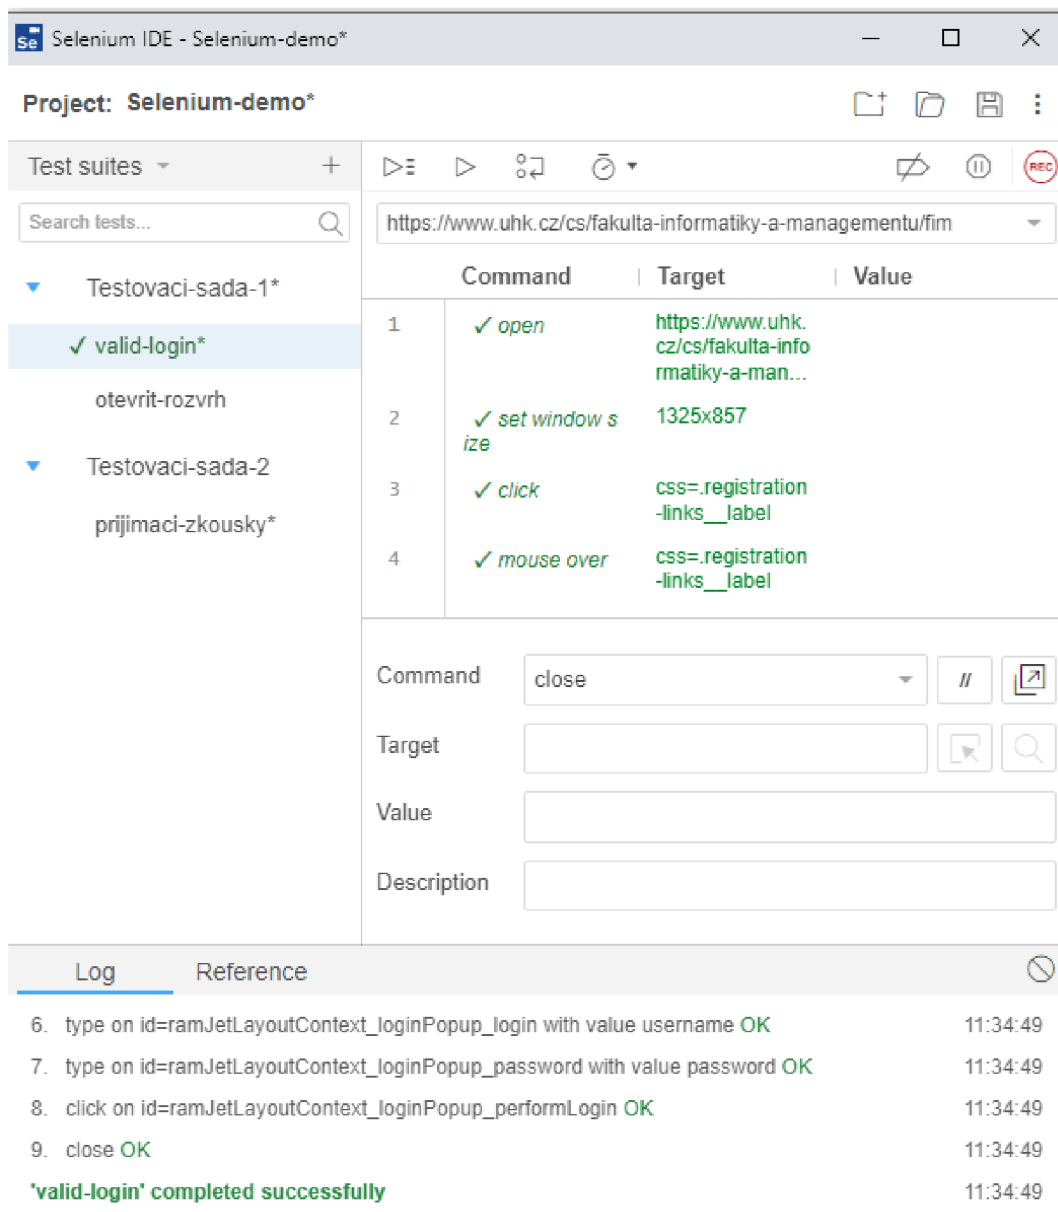 Se Selenium IDE - Selenium-demo*
Project: Selenium-demo*
Test suites
REC
Search tests...
https://www.uhk.cz/cs/fakulta-informatiky-a-managementu/fim
Testovaci-sada-1*
✓ valid-login*
otevrit-rozvrh
Testovaci-sada-2
prijimaci-zkousky*
Command Target Value
1 ✓ open https://www.uhk.
cz/cs/fakulta-info
rmatiky-a-man...
2 ✓ set window s 1325x857
ize
3 ✓ click css=.registration
-links__label
4 ✓ mouse over css=.registration
-links__label
Command close //
Target
Value
Description
Log Reference
6. type on id=ramJetLayoutContext_loginPopup_login with value username OK 11:34:49
7. type on id=ramJetLayoutContext_loginPopup_password with value password OK 11:34:49
8. click on id=ramJetLayoutContext_loginPopup_performLogin OK 11:34:49
9. close OK 11:34:49
'valid-login' completed successfully 11:34:49